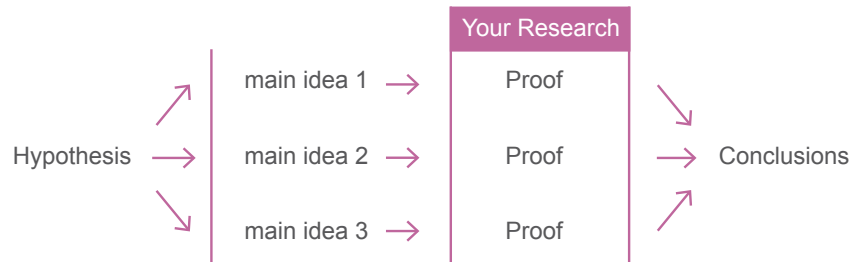 Your Research
main idea 1 Proof
Hypothesis main idea 2 Proof Conclusions
main idea 3 Proof